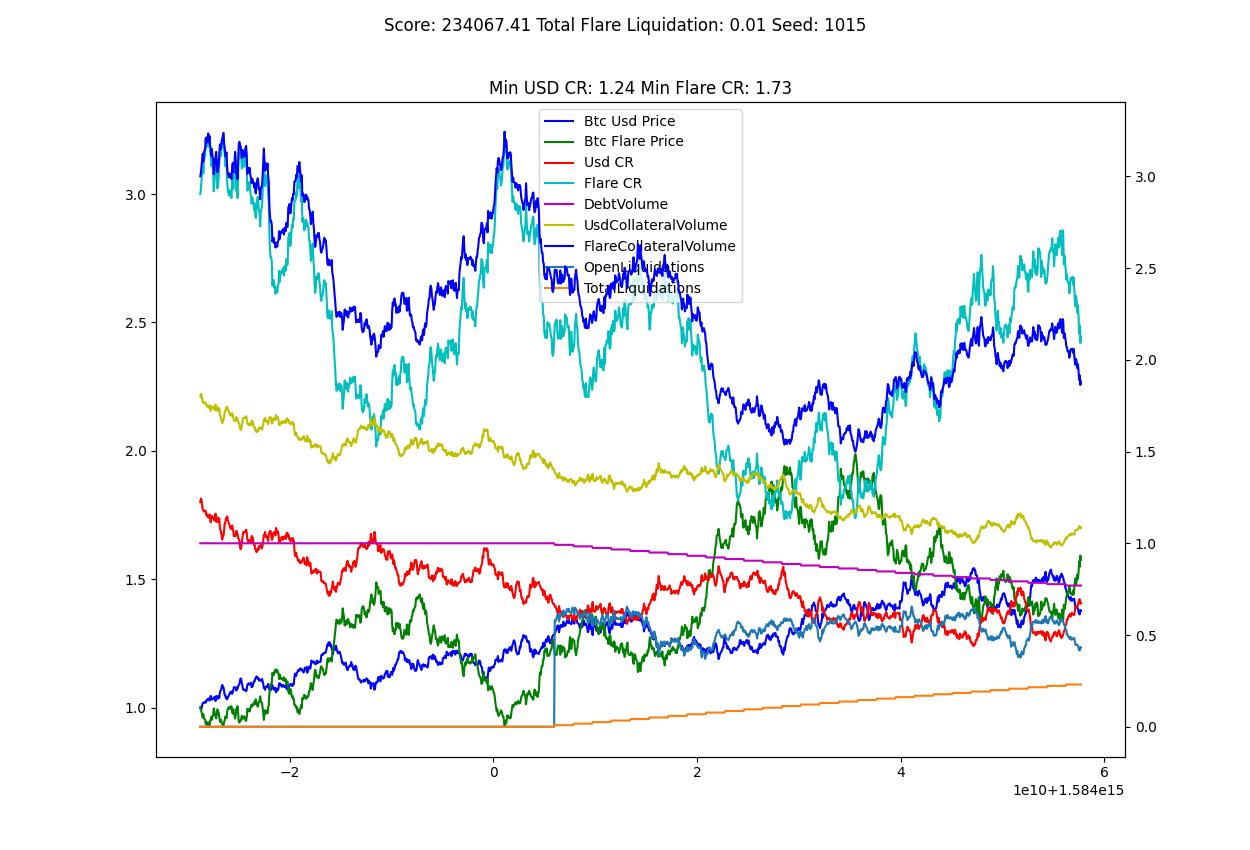 Score: 234067.41 Total Flare Liquidation: 0.01 Seed: 1015
Min USD CR: 1.24 Min Flare CR: 1.73
Btc Usd Price
Btc Flare Price
Usd CR
Flare CR
DebtVolume
UsdCollateralVolume
FlareCollateralVolume
OpenLiquidations
TotalLiquidations
3.0
2.5
2.0
1.5
1.0
3.0
2.5
2.0
1.5
1.0
0.5
0.0
−2
0
2
4
6
1e10+1.584e15